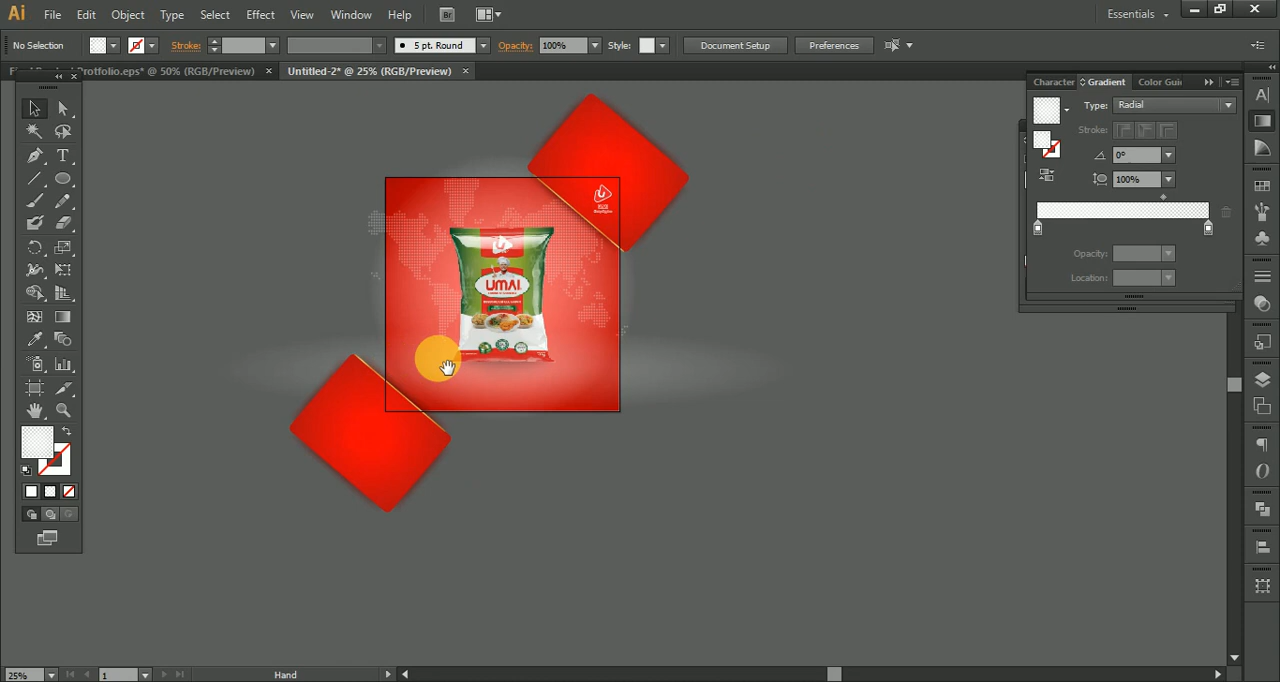 Ai File Edit Object Type Select Effect View Window Help Br Essentials
No Selection Stroke: 5 pt. Round Opacity: 100% Style: Document Setup Preferences
Protfolio.eps* @ 50% (RGB/Preview) × Untitled-2* @ 25% (RGB/Preview) ×
Character Gradient Color Gui
Type: Radial
Stroke:
0°
100%
Opacity:
Location:
UMAI
25% 1 Hand